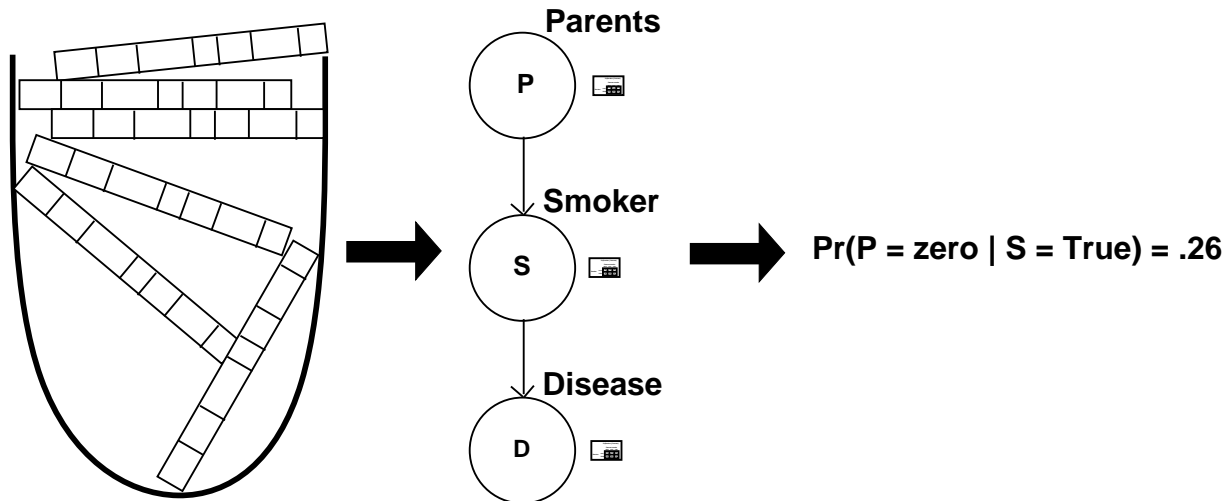 Parents
P
Smoker
S
Pr(P = zero | S = True) = .26
Disease
D